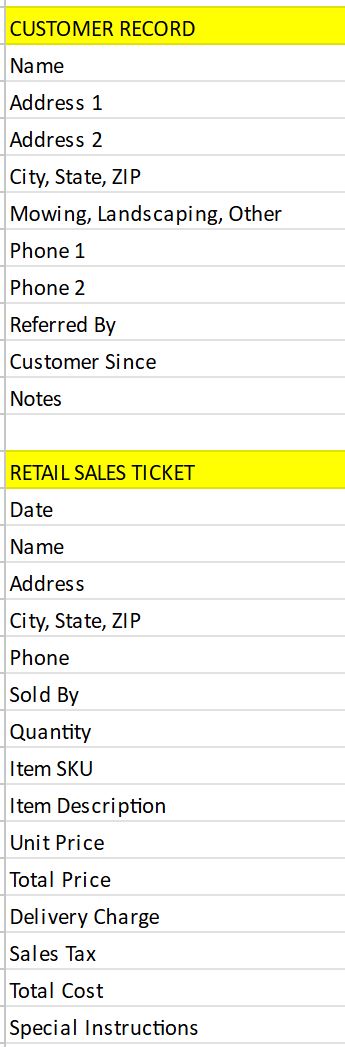 CUSTOMER RECORD
Name
Address 1
Address 2
City, State, ZIP
Mowing, Landscaping, Other
Phone 1
Phone 2
Referred By
Customer Since
Notes
RETAIL SALES TICKET
Date
Name
Address
City, State, ZIP
Phone
Sold By
Quantity
Item SKU
Item Description
Unit Price
Total Price
Delivery Charge
Sales Tax
Total Cost
Special Instructions